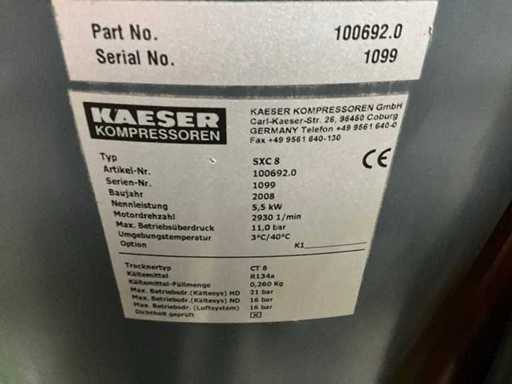 Part No. 100692.0
Serial No. 1099
KAESER
KOMPRESSOREN
KAESER KOMPRESSOREN GmbH
Carl-Kaeser-Str. 26, 96450 Coburg
GERMANY Telefon +49 9561 640-0
Fax +49 9561 640-130
CE
Typ SXC 8
Artikel-Nr. 100692.0
Serien-Nr. 1099
Baujahr 2008
Nennleistung 5,5 kW
Motordrehzahl 2930 1/min
Max. Betriebsüberdruck 11,0 bar
Umgebungstemperatur 3°C/40°C
Option K1
Trocknertyp CT 8
Kältemittel R134a
Kältemittel-Füllmenge 0,260 Kg
Max. Betriebsdr.(Kältesys) HD 21 bar
Max. Betriebsdr.(Kältesys) ND 16 bar
Max. Betriebsdr. (Luftsystem) 16 bar
Dichtheit geprüft